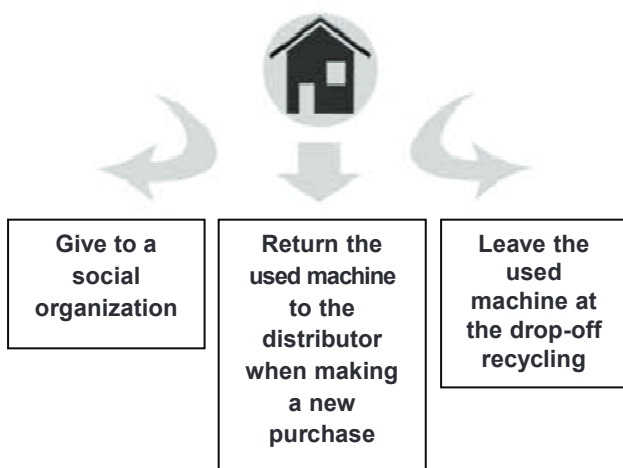 Give to a
social
organization
Return the
used machine
to the
distributor
when making
a new
purchase
Leave the
used
machine at
the drop-off
recycling